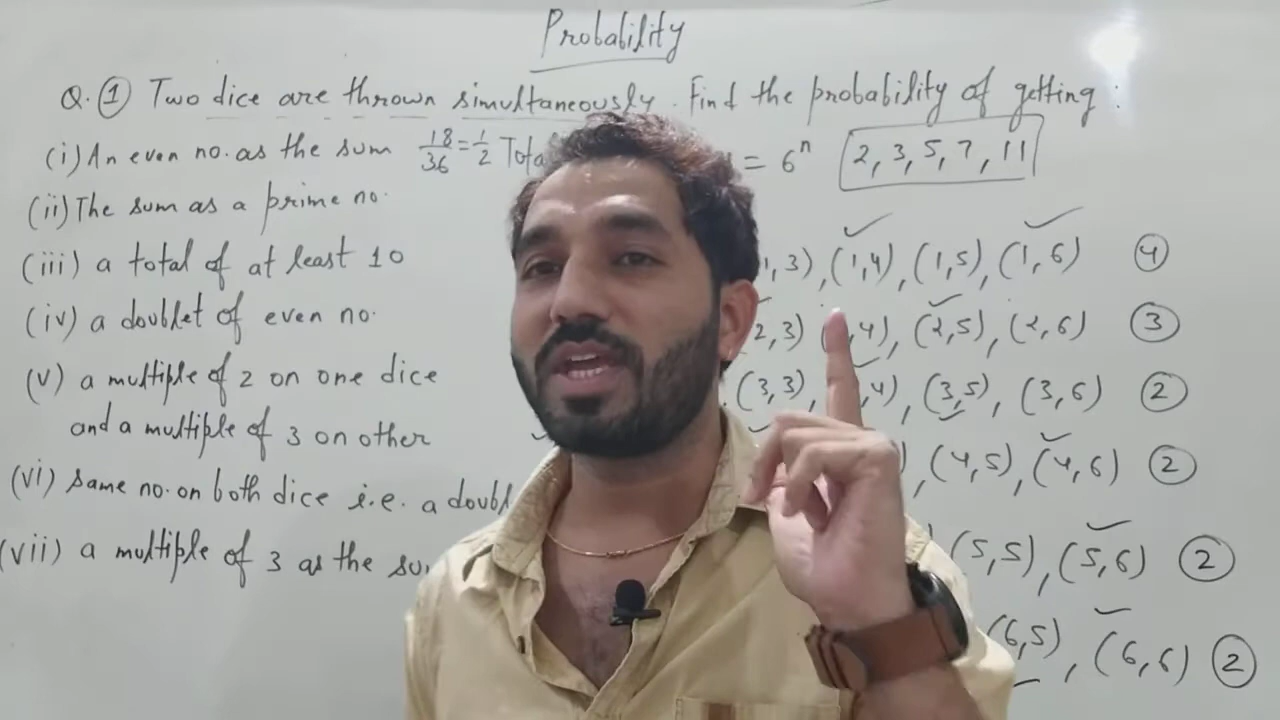 Probability
Q. ① Two dice are thrown simultaneously. Find the probability of getting :
(i) An even no. as the sum 18/36 = 1/2 = 6ⁿ 2, 3, 5, 7, 11
(ii) The sum as a prime no.
(iii) a total of at least 10 , 3), (1,4), (1,5), (1,6) ④
(iv) a doublet of even no. 2,3) ,4), (2,5), (2,6) ③
(v) a multiple of 2 on one dice (3,3), ,4), (3,5), (3,6) ②
and a multiple of 3 on other
(vi) same no. on both dice i.e. a ), (4,5), (4,6) ②
(vii) a multiple of 3 as the (5,5), (5,6) ②
(6,5), (6,6) ②